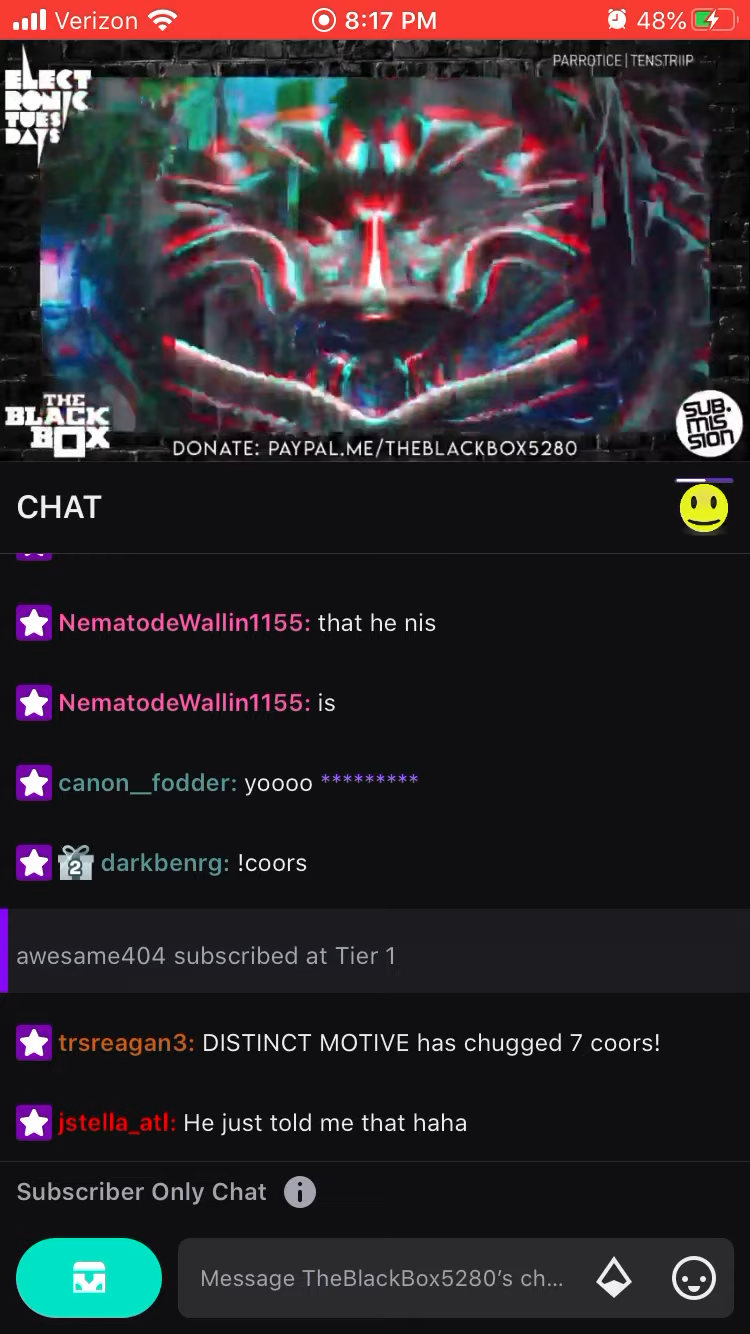 Verizon 8:17 PM 48%
PARROTICE | TENSTRIIP
ELECT
RONIC
TUES
DAYS
THE
BLACK
BOX
SUB.
MIS
SION
DONATE: PAYPAL.ME/THEBLACKBOX5280
CHAT
NematodeWallin1155: that he nis
NematodeWallin1155: is
canon__fodder: yoooo *********
2 darkbenrg: !coors
awesame404 subscribed at Tier 1
trsreagan3: DISTINCT MOTIVE has chugged 7 coors!
jstella_atl: He just told me that haha
Subscriber Only Chat
Message TheBlackBox5280’s ch...